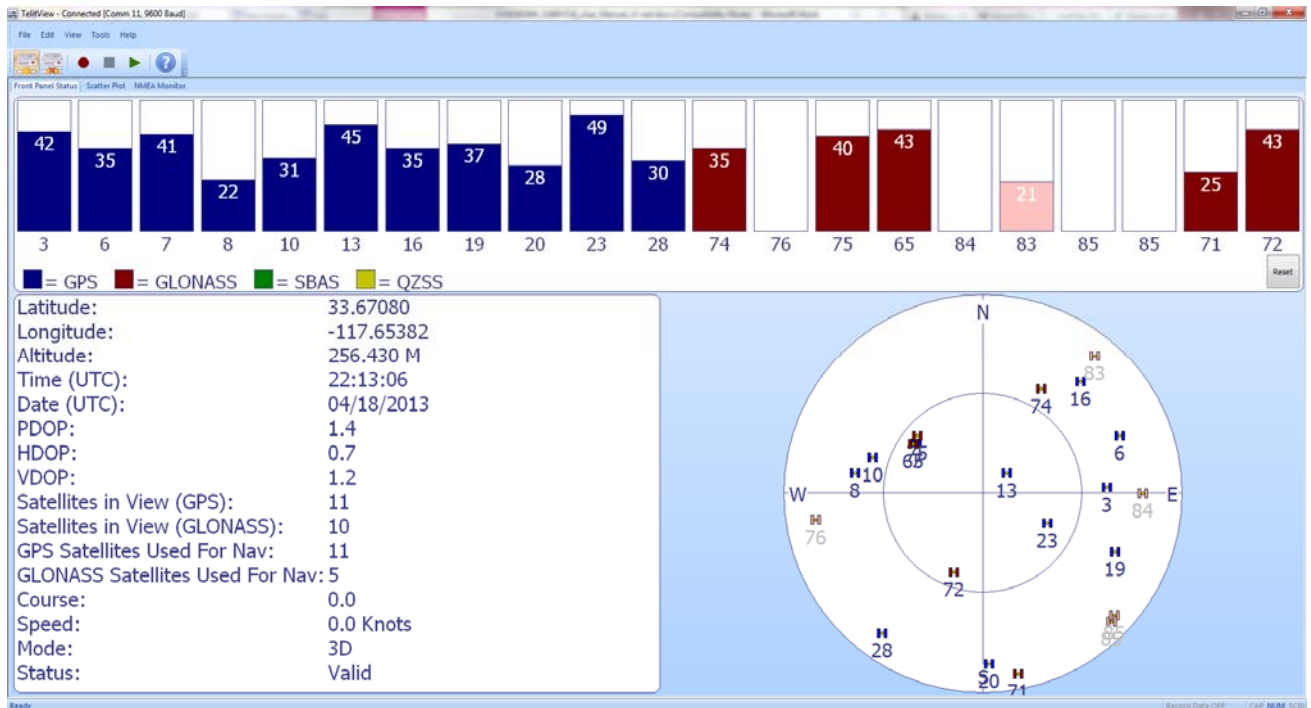 TelitView - Connected [Comm 11, 9600 Baud]
File Edit View Tools Help
Front Panel Status Scatter Plot NMEA Monitor
42 35 41 22 31 45 35 37 28 49 30 35 40 43 21 25 43
3 6 7 8 10 13 16 19 20 23 28 74 76 75 65 84 83 85 85 71 72
= GPS = GLONASS = SBAS = QZSS
Reset
Latitude: 33.67080
Longitude: -117.65382
Altitude: 256.430 M
Time (UTC): 22:13:06
Date (UTC): 04/18/2013
PDOP: 1.4
HDOP: 0.7
VDOP: 1.2
Satellites in View (GPS): 11
Satellites in View (GLONASS): 10
GPS Satellites Used For Nav: 11
GLONASS Satellites Used For Nav: 5
Course: 0.0
Speed: 0.0 Knots
Mode: 3D
Status: Valid
N
83
16
74
6
10
8
13
W
E
3
84
76
23
19
72
28
S
20
71
Ready
Record Data OFF CAP NUM SCRL